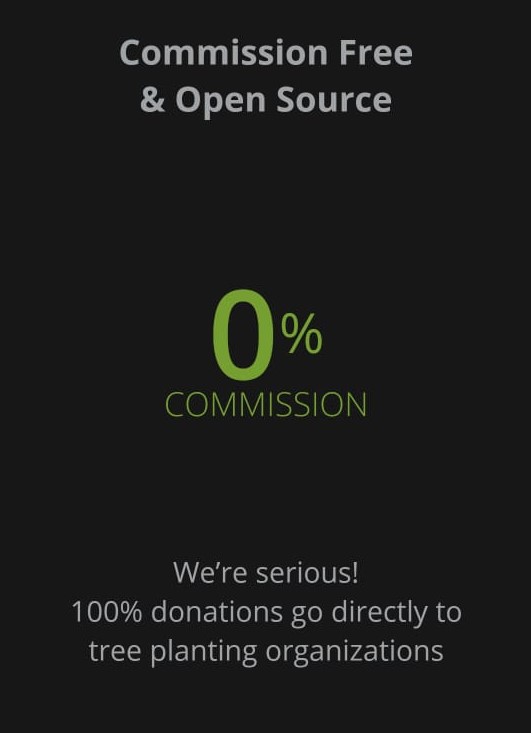 Commission Free
& Open Source
0%
COMMISSION
We’re serious!
100% donations go directly to
tree planting organizations